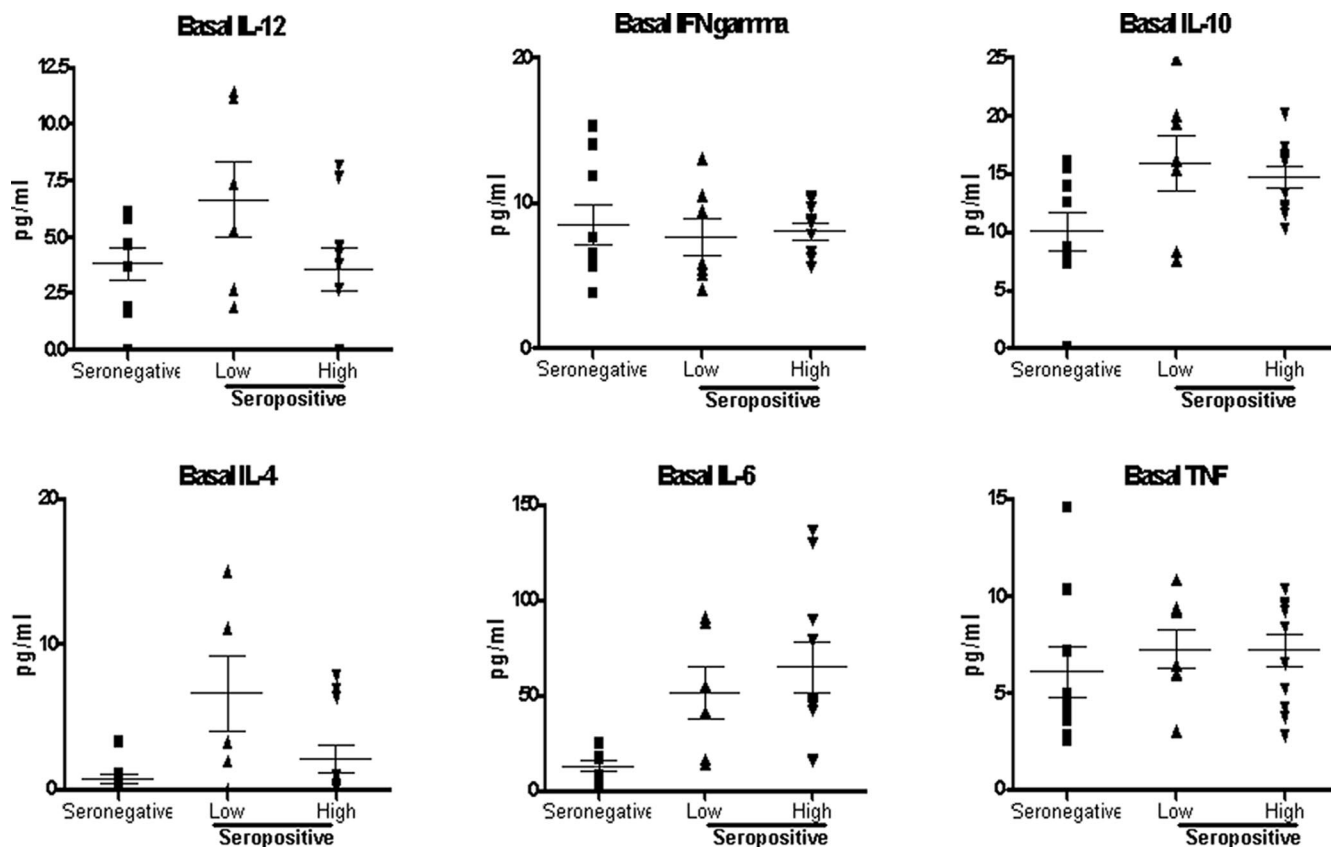 Basal IL-12
Basal IFNgamma
Basal IL-10
12.5
10.0
7.5
5.0
2.5
0.0
pg/ml
Seronegative
Low
High
Seropositive
20
10
0
pg/ml
Seronegative
Low
High
Seropositive
25
20
15
10
5
0
pg/ml
Seronegative
Low
High
Seropositive
Basal IL-4
Basal IL-6
Basal TNF
20
10
0
pg/ml
Seronegative
Low
High
Seropositive
150
100
50
0
pg/ml
Seronegative
Low
High
Seropositive
15
10
5
0
pg/ml
Seronegative
Low
High
Seropositive